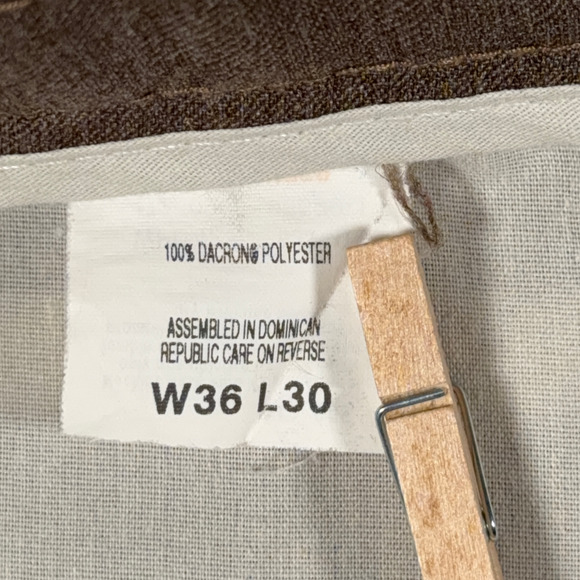 100% DACRON® POLYESTER
ASSEMBLED IN DOMINICAN
REPUBLIC CARE ON REVERSE
W36 L30